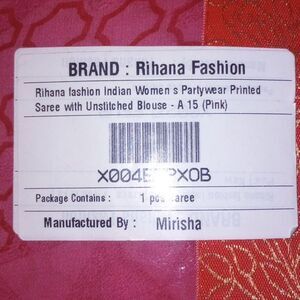 BRAND : Rihana Fashion
Rihana fashion Indian Women s Partywear Printed
Saree with Unstitched Blouse - A 15 (Pink)
Package Contains : 1 pcs
Manufactured By : Mirisha